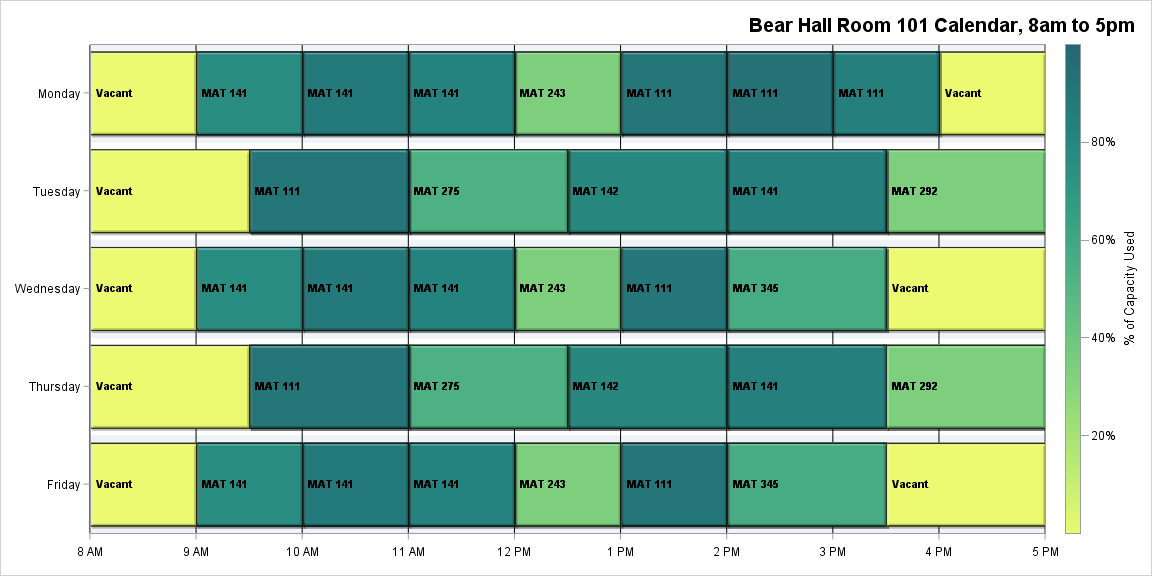 Bear Hall Room 101 Calendar, 8am to 5pm
Monday
Vacant
MAT 141
MAT 141
MAT 141
MAT 243
MAT 111
MAT 111
MAT 111
Vacant
Tuesday
Vacant
MAT 111
MAT 275
MAT 142
MAT 141
MAT 292
Wednesday
Vacant
MAT 141
MAT 141
MAT 141
MAT 243
MAT 111
MAT 345
Vacant
Thursday
Vacant
MAT 111
MAT 275
MAT 142
MAT 141
MAT 292
Friday
Vacant
MAT 141
MAT 141
MAT 141
MAT 243
MAT 111
MAT 345
Vacant
8 AM
9 AM
10 AM
11 AM
12 PM
1 PM
2 PM
3 PM
4 PM
5 PM
80%
60%
40%
20%
% of Capacity Used